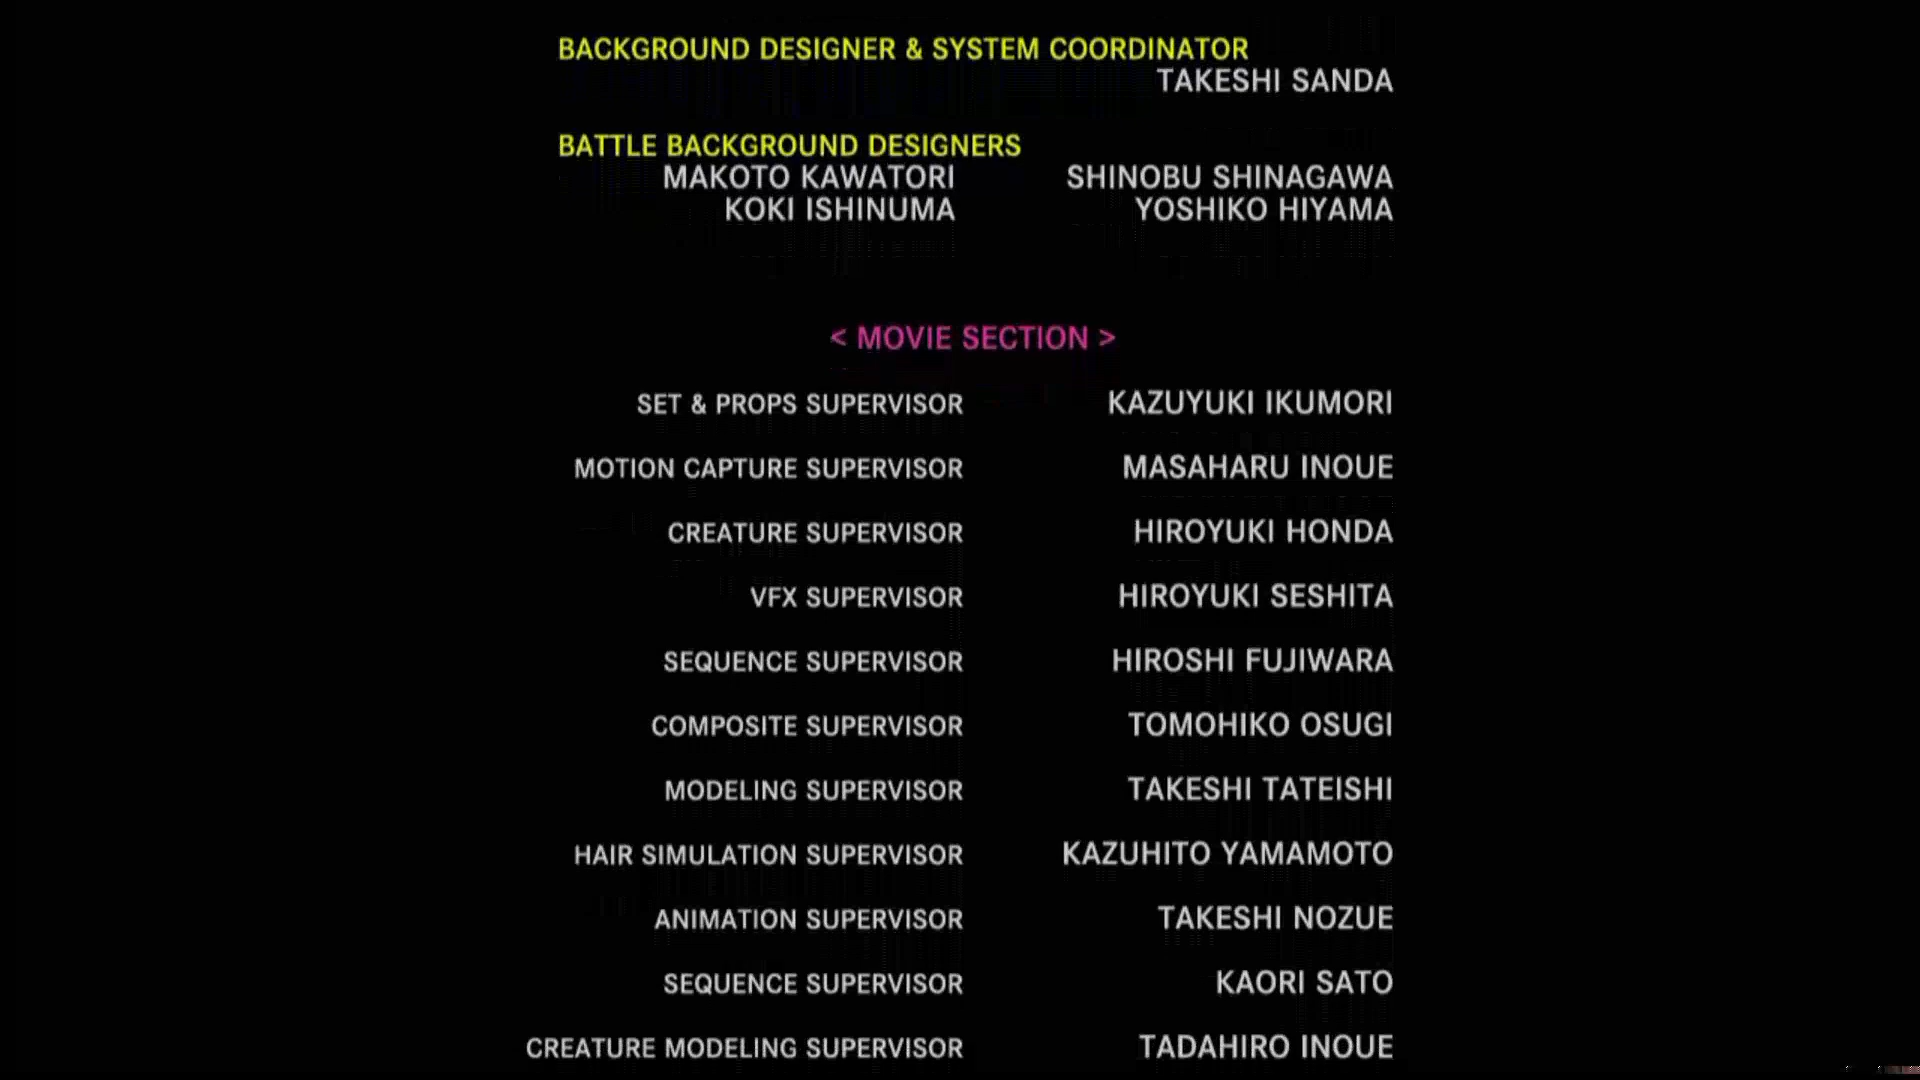 BACKGROUND DESIGNER & SYSTEM COORDINATOR
TAKESHI SANDA
BATTLE BACKGROUND DESIGNERS
MAKOTO KAWATORI SHINOBU SHINAGAWA
KOKI ISHINUMA YOSHIKO HIYAMA
< MOVIE SECTION >
SET & PROPS SUPERVISOR KAZUYUKI IKUMORI
MOTION CAPTURE SUPERVISOR MASAHARU INOUE
CREATURE SUPERVISOR HIROYUKI HONDA
VFX SUPERVISOR HIROYUKI SESHITA
SEQUENCE SUPERVISOR HIROSHI FUJIWARA
COMPOSITE SUPERVISOR TOMOHIKO OSUGI
MODELING SUPERVISOR TAKESHI TATEISHI
HAIR SIMULATION SUPERVISOR KAZUHITO YAMAMOTO
ANIMATION SUPERVISOR TAKESHI NOZUE
SEQUENCE SUPERVISOR KAORI SATO
CREATURE MODELING SUPERVISOR TADAHIRO INOUE